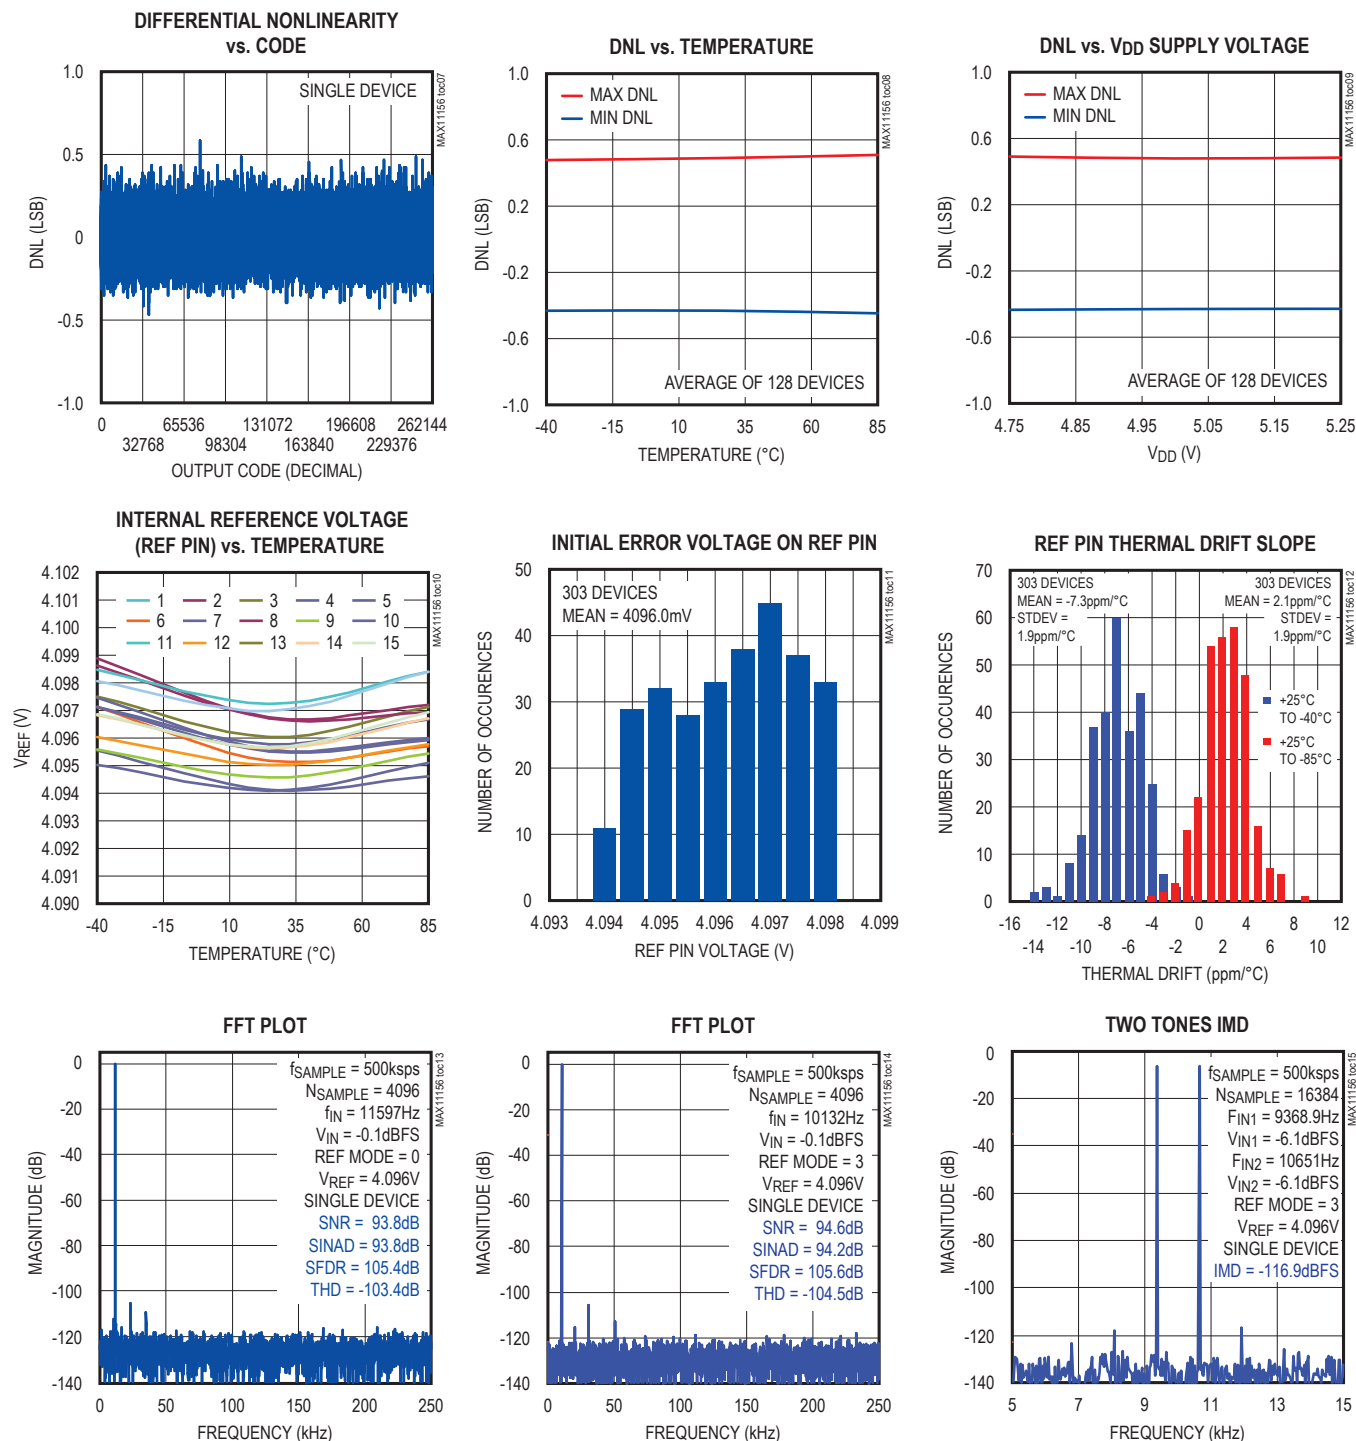 DIFFERENTIAL NONLINEARITY
vs. CODE
MAX11156 toc07
1.0
0.5
0
-0.5
-1.0
DNL (LSB)
SINGLE DEVICE
0 65536 131072 196608 262144
32768 98304 163840 229376
OUTPUT CODE (DECIMAL)
DNL vs. TEMPERATURE
MAX11156 toc08
1.0
0.6
0.2
-0.2
-0.6
-1.0
DNL (LSB)
MAX DNL
MIN DNL
AVERAGE OF 128 DEVICES
-40 -15 10 35 60 85
TEMPERATURE (°C)
DNL vs. VDD SUPPLY VOLTAGE
MAX11156 toc09
1.0
0.6
0.2
-0.2
-0.6
-1.0
DNL (LSB)
MAX DNL
MIN DNL
AVERAGE OF 128 DEVICES
4.75 4.85 4.95 5.05 5.15 5.25
VDD (V)
INTERNAL REFERENCE VOLTAGE
(REF PIN) vs. TEMPERATURE
MAX11156 toc10
4.102
4.101
4.100
4.099
4.098
4.097
4.096
4.095
4.094
4.093
4.092
4.091
4.090
VREF (V)
1 2 3 4 5
6 7 8 9 10
11 12 13 14 15
-40 -15 10 35 60 85
TEMPERATURE (°C)
INITIAL ERROR VOLTAGE ON REF PIN
MAX11156 toc11
50
40
30
20
10
0
NUMBER OF OCCURENCES
303 DEVICES
MEAN = 4096.0mV
4.093 4.094 4.095 4.096 4.097 4.098 4.099
REF PIN VOLTAGE (V)
REF PIN THERMAL DRIFT SLOPE
MAX11156 toc12
70
60
50
40
30
20
10
0
NUMBER OF OCCURENCES
303 DEVICES
MEAN = -7.3ppm/°C
STDEV =
1.9ppm/°C
303 DEVICES
MEAN = 2.1ppm/°C
STDEV =
1.9ppm/°C
+25°C
TO -40°C
+25°C
TO -85°C
-16 -12 -8 -4 0 4 8 12
-14 -10 -6 -2 2 6 10
THERMAL DRIFT (ppm/°C)
FFT PLOT
MAX11156 toc13
0
-20
-40
-60
-80
-100
-120
-140
MAGNITUDE (dB)
fSAMPLE = 500ksps
NSAMPLE = 4096
fIN = 11597Hz
VIN = -0.1dBFS
REF MODE = 0
VREF = 4.096V
SINGLE DEVICE
SNR = 93.8dB
SINAD = 93.8dB
SFDR = 105.4dB
THD = -103.4dB
0 50 100 150 200 250
FREQUENCY (kHz)
FFT PLOT
MAX11156 toc14
0
-20
-40
-60
-80
-100
-120
-140
MAGNITUDE (dB)
fSAMPLE = 500ksps
NSAMPLE = 4096
fIN = 10132Hz
VIN = -0.1dBFS
REF MODE = 3
VREF = 4.096V
SINGLE DEVICE
SNR = 94.6dB
SINAD = 94.2dB
SFDR = 105.6dB
THD = -104.5dB
0 50 100 150 200 250
FREQUENCY (kHz)
TWO TONES IMD
MAX11156 toc15
0
-20
-40
-60
-80
-100
-120
-140
MAGNITUDE (dB)
fSAMPLE = 500ksps
NSAMPLE = 16384
FIN1 = 9368.9Hz
VIN1 = -6.1dBFS
FIN2 = 10651Hz
VIN2 = -6.1dBFS
REF MODE = 3
VREF = 4.096V
SINGLE DEVICE
IMD = -116.9dBFS
5 7 9 11 13 15
FREQUENCY (kHz)